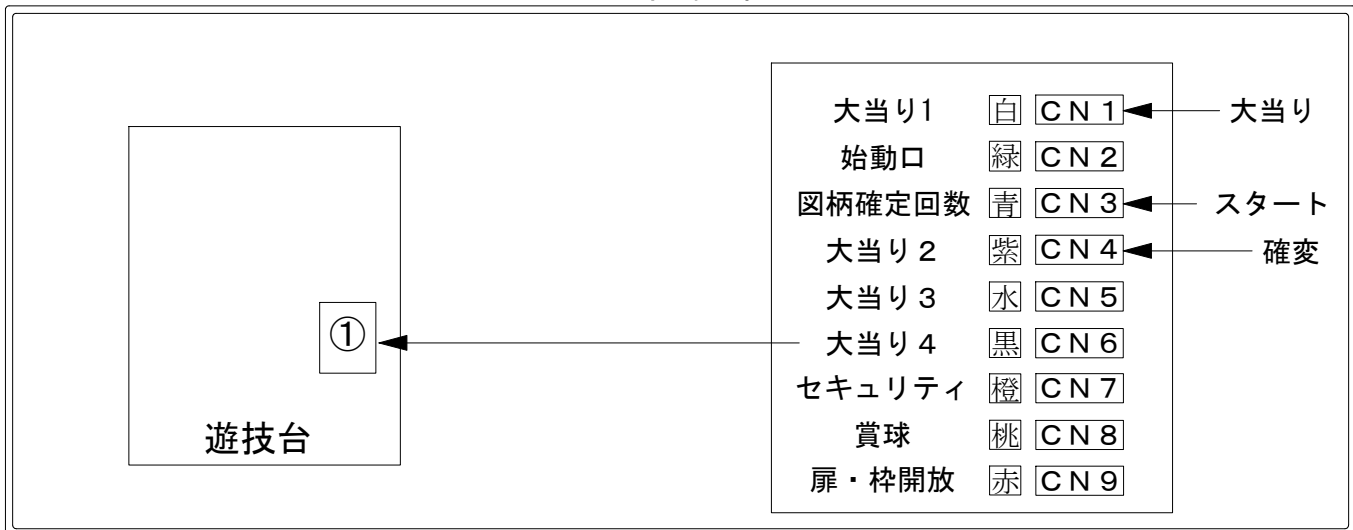 大当り1 白 CN1 大当り
始動口 緑 CN2
図柄確定回数 青 CN3 スタート
大当り2 紫 CN4 確変
大当り3 水 CN5
① 大当り4 黒 CN6
セキュリティ 橙 CN7
賞球 桃 CN8
扉・枠開放 赤 CN9
遊技台